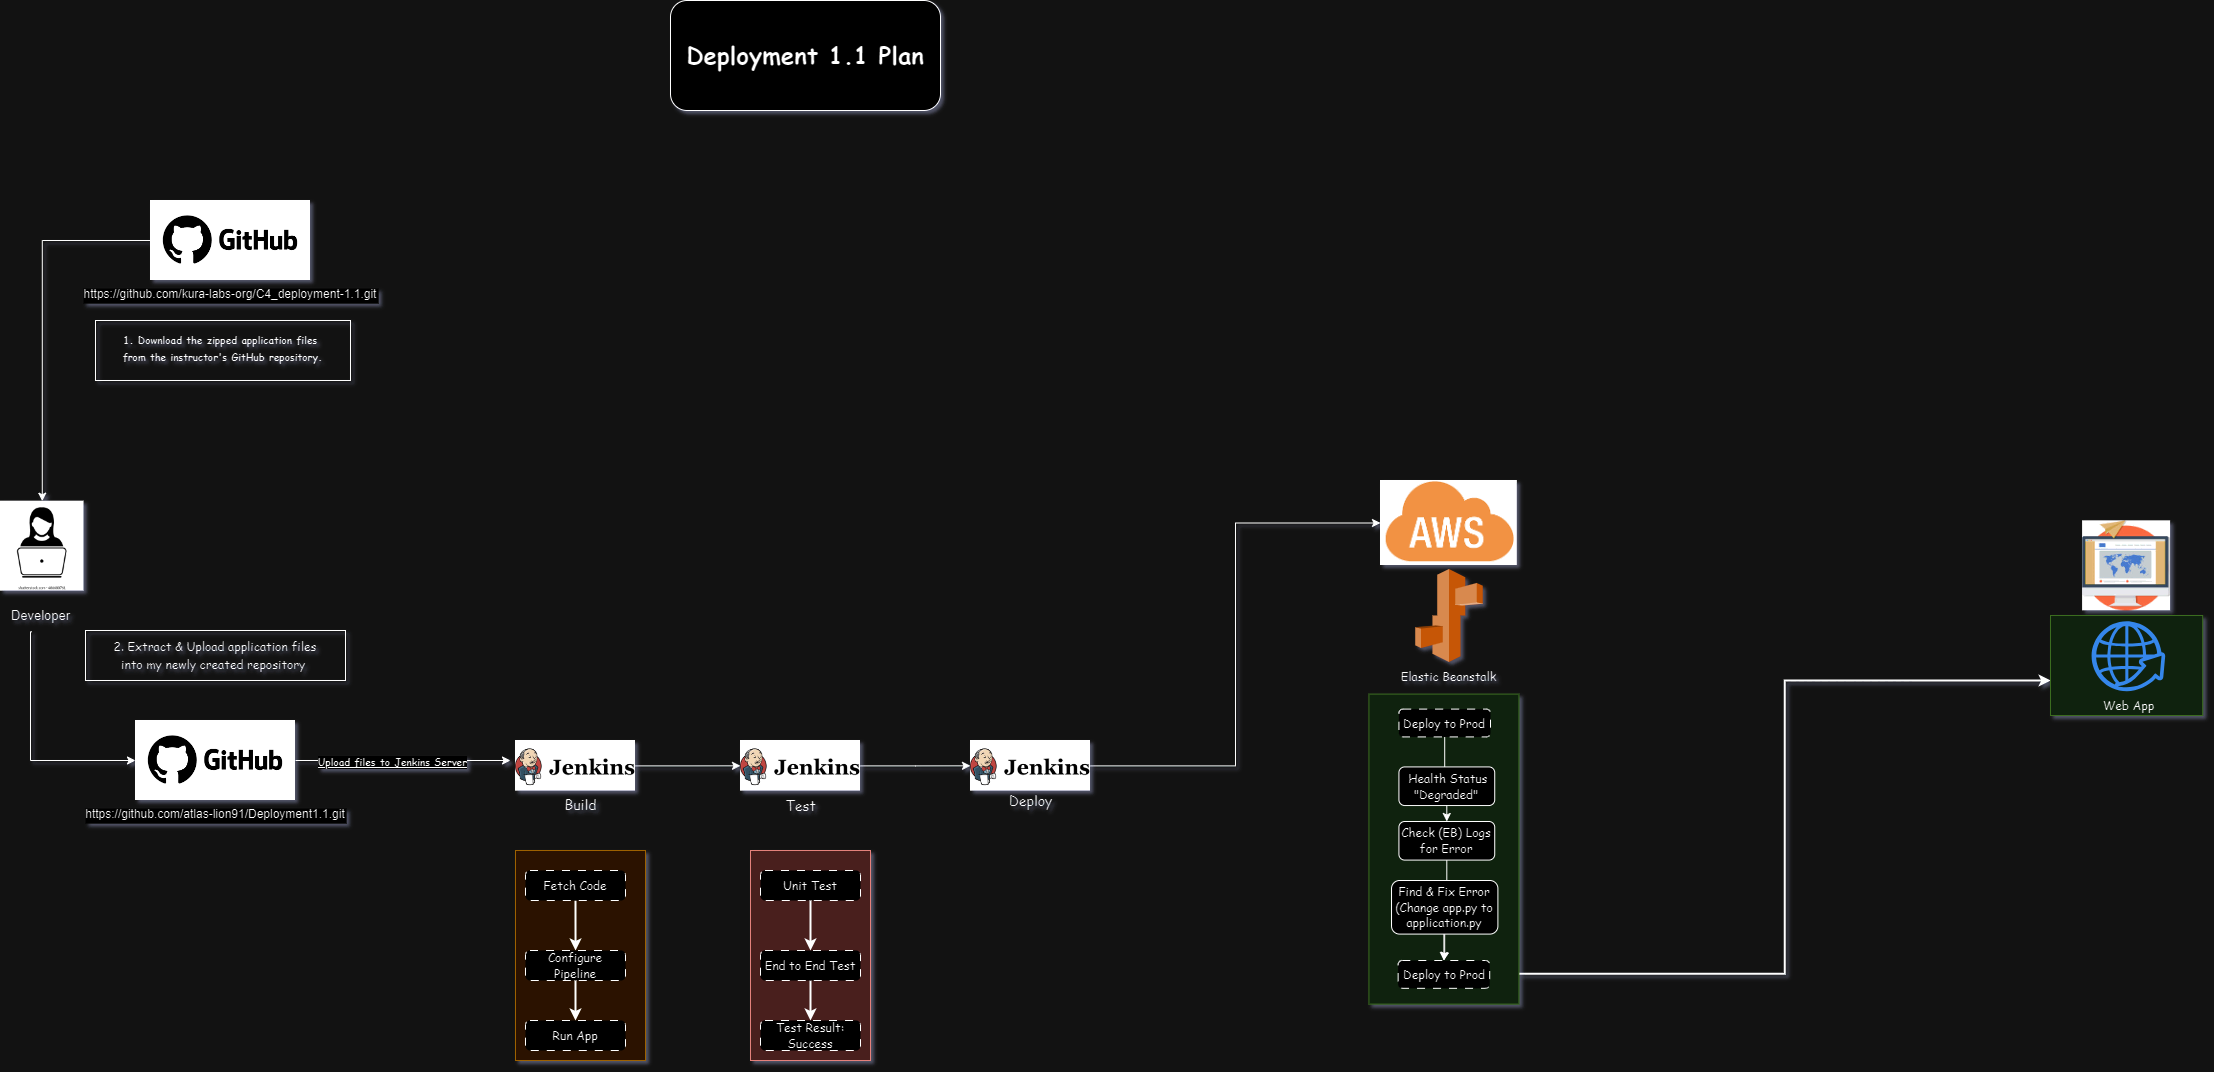 Deployment 1.1 Plan
GitHub
https://github.com/kura-labs-org/C4_deployment-1.1.git
1. Download the zipped application files
from the instructor's GitHub repository.
Developer
2. Extract & Upload application files
into my newly created repository
GitHub
https://github.com/atlas-lion91/Deployment1.1.git
Upload files to Jenkins Server
Jenkins
Build
Fetch Code
Configure
Pipeline
Run App
Jenkins
Test
Unit Test
End to End Test
Test Result:
Success
Jenkins
Deploy
AWS
Elastic Beanstalk
Deploy to Prod
Health Status
"Degraded"
Check (EB) Logs
for Error
Find & Fix Error
(Change app.py to
application.py
Deploy to Prod
Web App